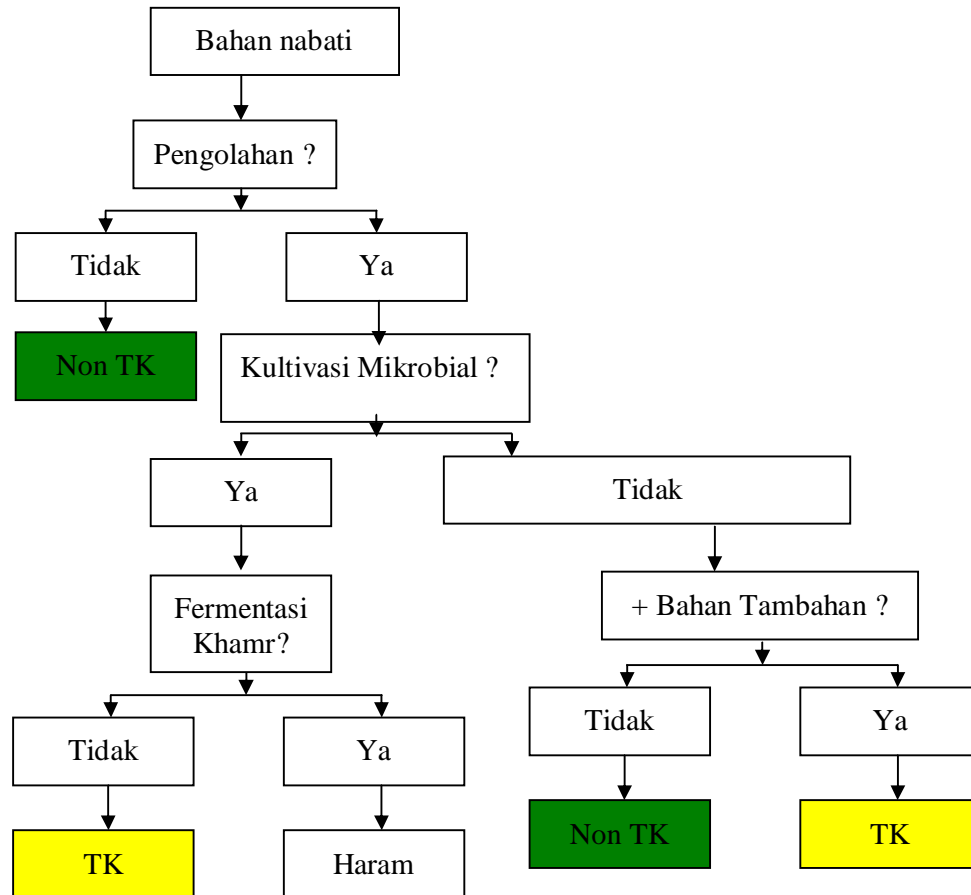 Bahan nabati
Pengolahan ?
Tidak
Ya
Non TK
Kultivasi Mikrobial ?
Ya
Tidak
Fermentasi
Khamr?
+ Bahan Tambahan ?
Tidak
Ya
Tidak
Ya
TK
Haram
Non TK
TK